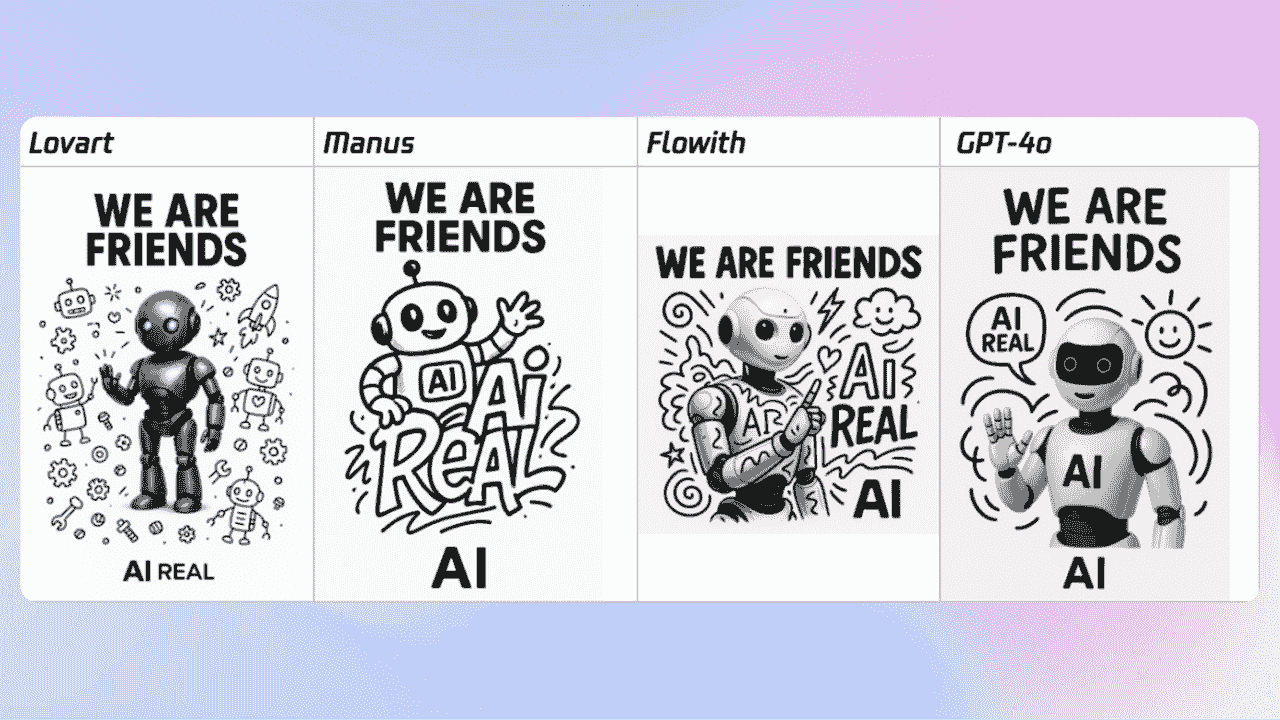 Lovart
Manus
Flowith
GPT-4o
WE ARE
FRIENDS
AI REAL
WE ARE
FRIENDS
AI
Ai
ReAL
AI
WE ARE FRIENDS
Ai
REAL
AI
WE ARE
FRIENDS
AI
REAL
AI
AI